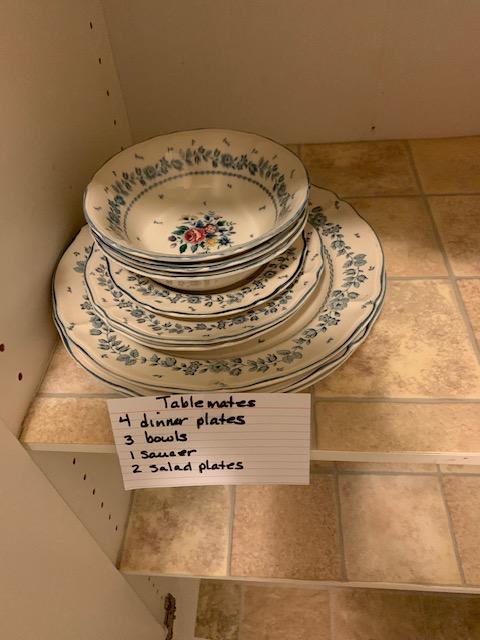 Tablemates
4 dinner plates
3 bowls
1 saucer
2 salad plates